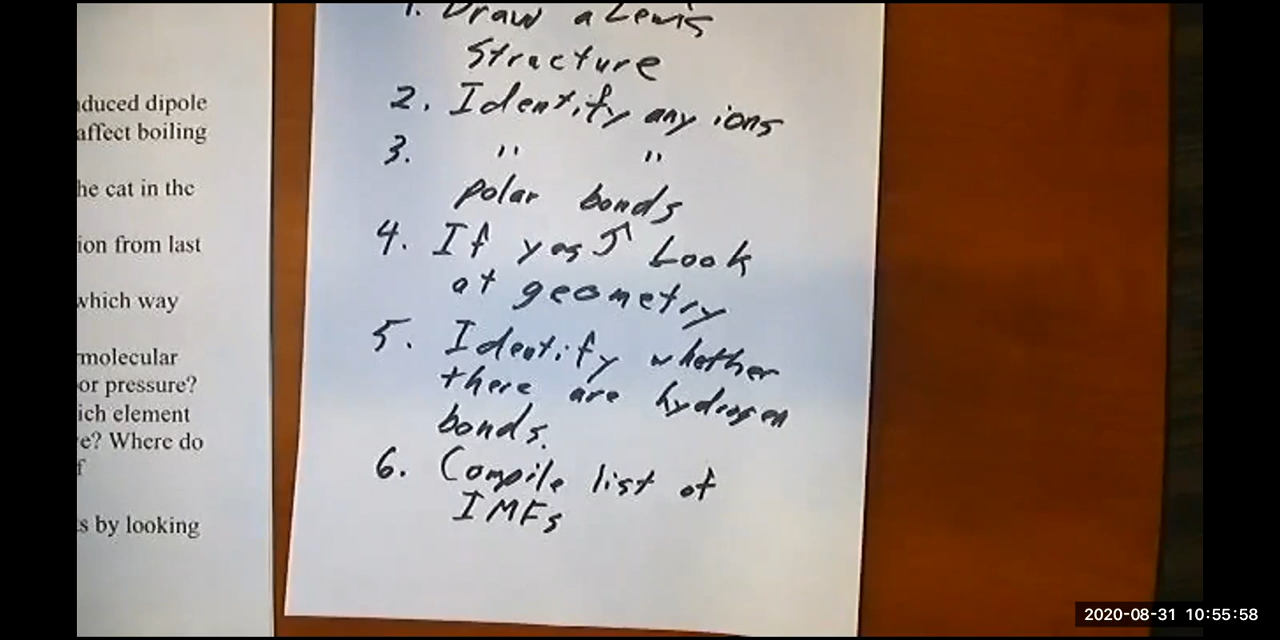 nduced dipole
affect boiling
he cat in the
ion from last
which way
molecular
or pressure?
ich element
e? Where do
f
s by looking
1. Draw a Lewis
Structure
2. Identify any ions
3. " "
polar bonds
4. If yes ↑ Look
at geometry
5. Identify whether
there are hydrogen
bonds.
6. Compile list of
IMFs
2020-08-31 10:55:58